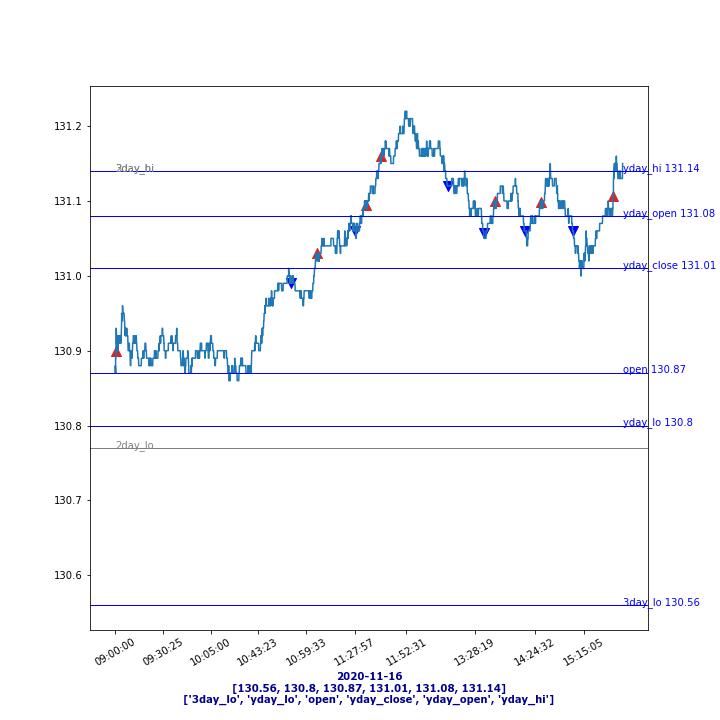 131.2
3day_hi
yday_hi 131.14
131.1
yday_open 131.08
yday_close 131.01
131.0
130.9
open 130.87
130.8
yday_lo 130.8
2day_lo
130.7
130.6
3day_lo 130.56
09:00:00 09:30:25 10:05:00 10:43:23 10:59:33 11:27:57 11:52:31 13:28:19 14:24:32 15:15:05
2020-11-16
[130.56, 130.8, 130.87, 131.01, 131.08, 131.14]
['3day_lo', 'yday_lo', 'open', 'yday_close', 'yday_open', 'yday_hi']